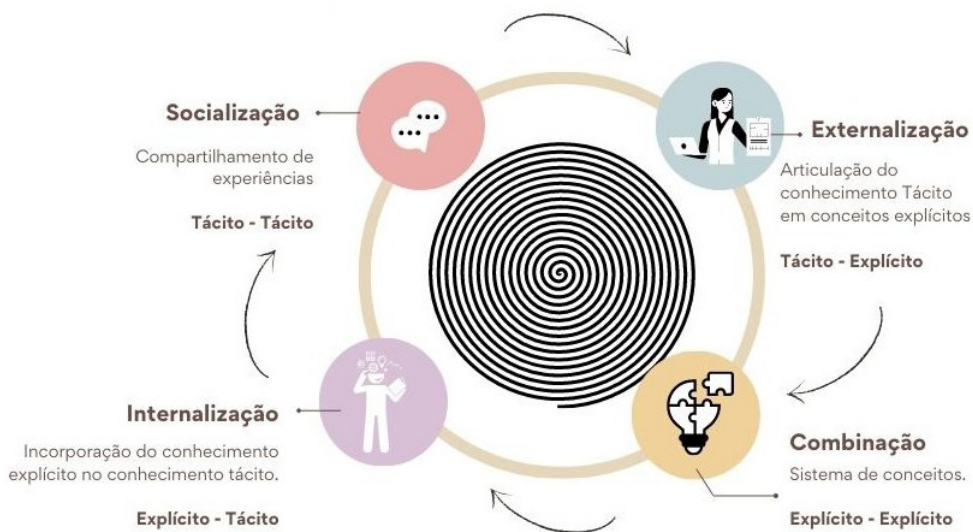 Socialização
Compartilhamento de
experiências
Tácito - Tácito
Externalização
Articulação do
conhecimento Tácito
em conceitos explícitos
Tácito - Explícito
Internalização
Incorporação do conhecimento
explícito no conhecimento tácito.
Explícito - Tácito
Combinação
Sistema de conceitos.
Explícito - Explícito